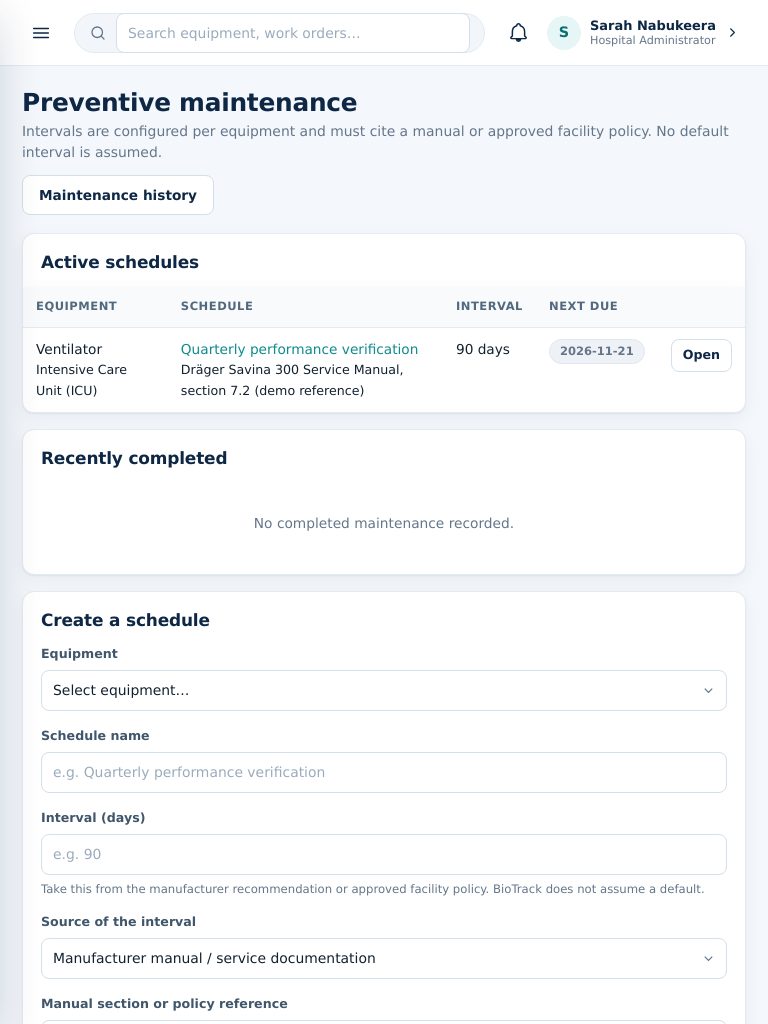 Search equipment, work orders...
S
Sarah Nabukeera
Hospital Administrator
Preventive maintenance
Intervals are configured per equipment and must cite a manual or approved facility policy. No default
interval is assumed.
Maintenance history
Active schedules
EQUIPMENT SCHEDULE INTERVAL NEXT DUE
Ventilator
Intensive Care
Unit (ICU)
Quarterly performance verification
Dräger Savina 300 Service Manual,
section 7.2 (demo reference)
90 days
2026-11-21
Open
Recently completed
No completed maintenance recorded.
Create a schedule
Equipment
Select equipment...
Schedule name
e.g. Quarterly performance verification
Interval (days)
e.g. 90
Take this from the manufacturer recommendation or approved facility policy. BioTrack does not assume a default.
Source of the interval
Manufacturer manual / service documentation
Manual section or policy reference